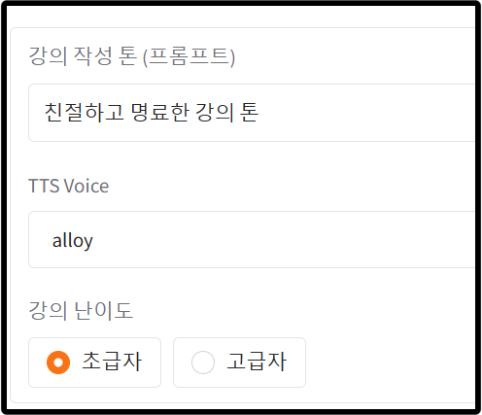 강의 작성 톤 (프롬프트)
친절하고 명료한 강의 톤
TTS Voice
alloy
강의 난이도
초급자 고급자